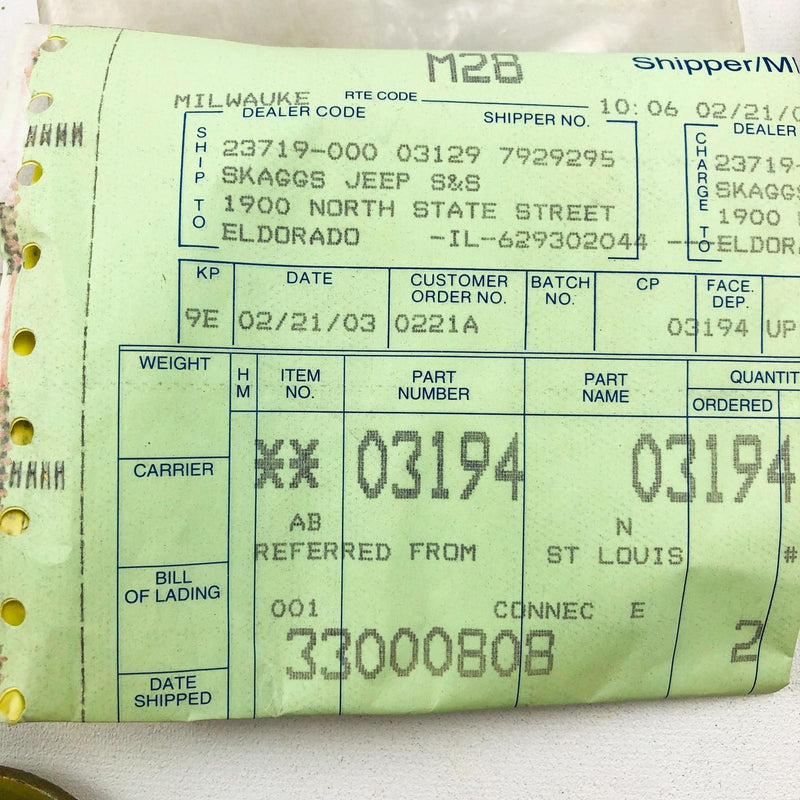 M2B
Shipper/M
MILWAUKE RTE CODE 10:06 02/21/0
DEALER CODE SHIPPER NO. DEALER
SHIP TO
23719-000 03129 7929295
SKAGGS JEEP S&S
1900 NORTH STATE STREET
ELDORADO -IL-629302044
CHARGE TO
23719-
SKAGGS
1900
ELDOR
KP DATE CUSTOMER ORDER NO. BATCH NO. CP FACE. DEP.
9E 02/21/03 0221A 03194 UP
WEIGHT HM ITEM NO. PART NUMBER PART NAME QUANTIT
ORDERED
** 03194 03194
CARRIER
AB N
REFERRED FROM ST LOUIS #
BILL OF LADING
001 CONNEC E
33000808 2
DATE SHIPPED